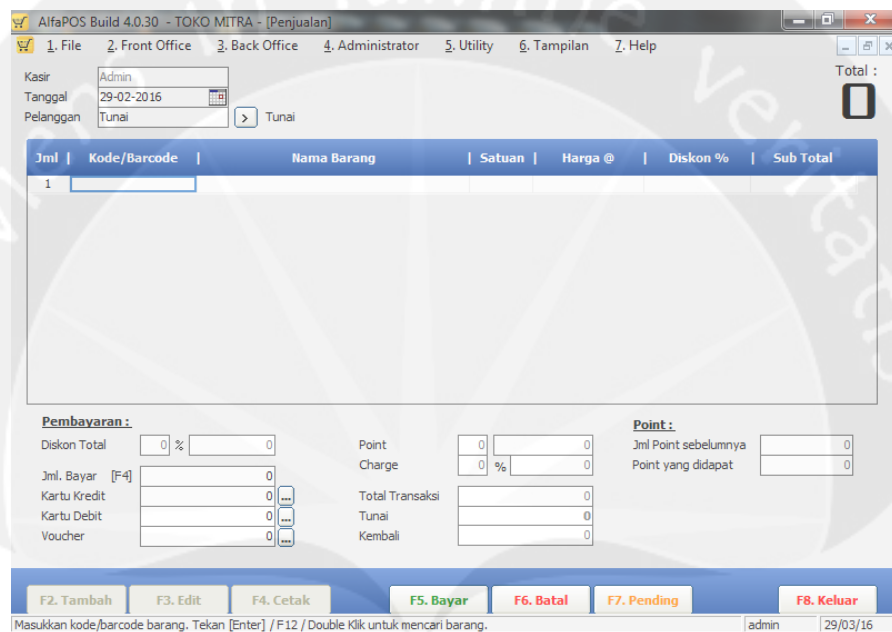 AlfaPOS Build 4.0.30 - TOKO MITRA - [Penjualan]
1. File 2. Front Office 3. Back Office 4. Administrator 5. Utility 6. Tampilan 7. Help
Kasir Admin Total :
Tanggal 29-02-2016 0
Pelanggan Tunai > Tunai
Jml | Kode/Barcode | Nama Barang | Satuan | Harga @ | Diskon % | Sub Total
1
Pembayaran : Point :
Diskon Total 0 % 0 Point 0 0 Jml Point sebelumnya 0
Charge 0 % 0 Point yang didapat 0
Jml. Bayar [F4] 0
Kartu Kredit 0 ... Total Transaksi 0
Kartu Debit 0 ... Tunai 0
Voucher 0 ... Kembali 0
F2. Tambah F3. Edit F4. Cetak F5. Bayar F6. Batal F7. Pending F8. Keluar
Masukkan kode/barcode barang. Tekan [Enter] / F12 / Double Klik untuk mencari barang. admin 29/03/16